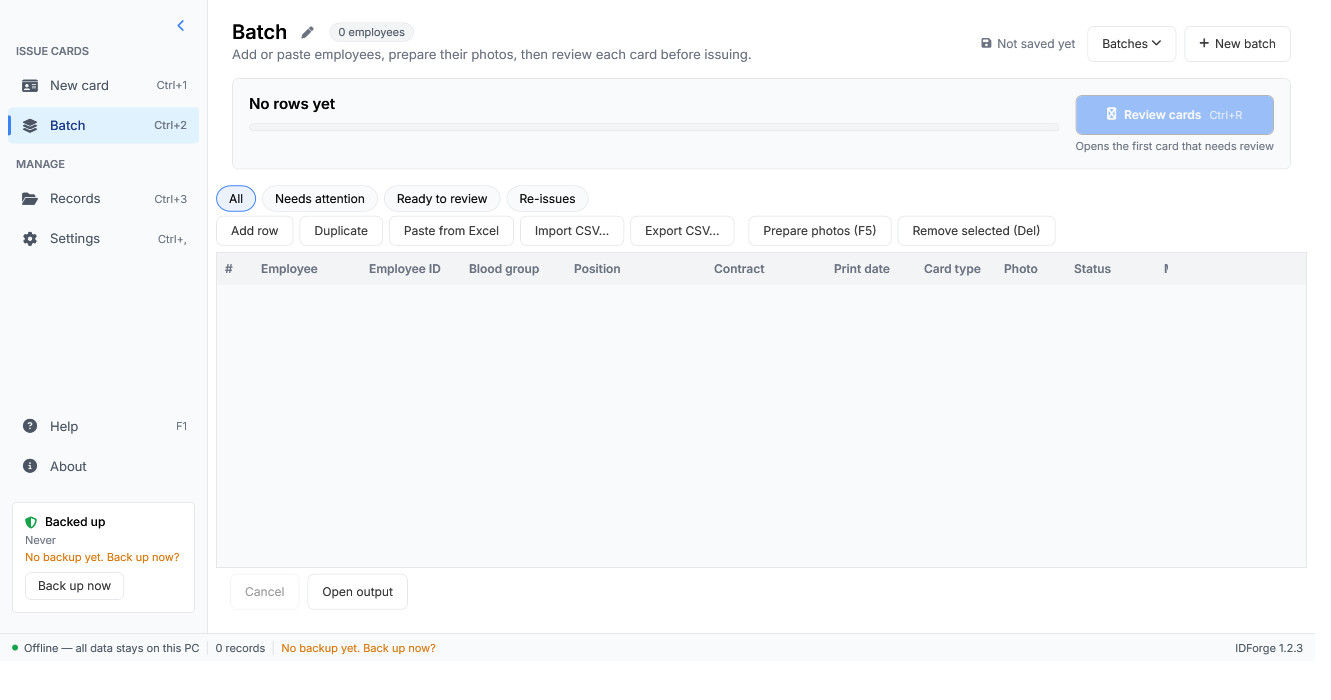 ISSUE CARDS
New card Ctrl+1
Batch Ctrl+2
MANAGE
Records Ctrl+3
Settings Ctrl+,
Help F1
About
Backed up
Never
No backup yet. Back up now?
Back up now
Batch 0 employees
Add or paste employees, prepare their photos, then review each card before issuing.
Not saved yet Batches + New batch
No rows yet
Review cards Ctrl+R
Opens the first card that needs review
All Needs attention Ready to review Re-issues
Add row Duplicate Paste from Excel Import CSV... Export CSV... Prepare photos (F5) Remove selected (Del)
# Employee Employee ID Blood group Position Contract Print date Card type Photo Status
Cancel Open output
Offline — all data stays on this PC 0 records No backup yet. Back up now? IDForge 1.2.3